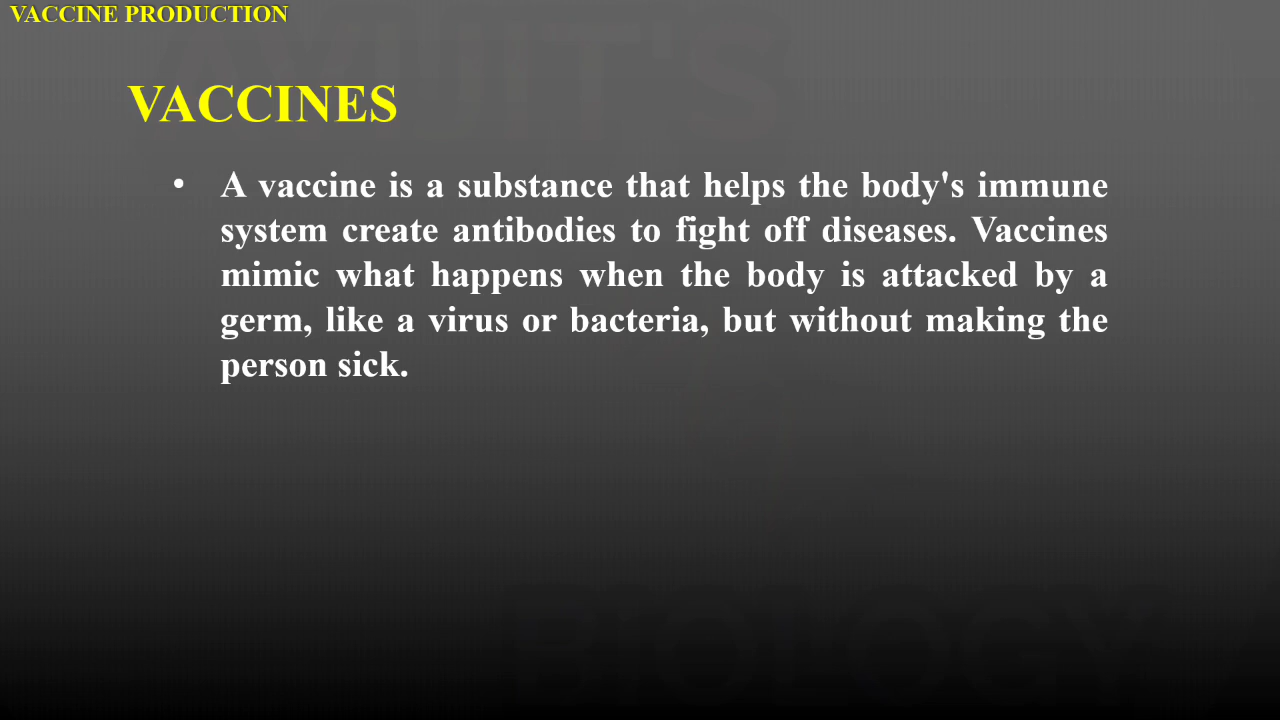 VACCINE PRODUCTION
VACCINES
• A vaccine is a substance that helps the body's immune
system create antibodies to fight off diseases. Vaccines
mimic what happens when the body is attacked by a
germ, like a virus or bacteria, but without making the
person sick.
BIOLOGY